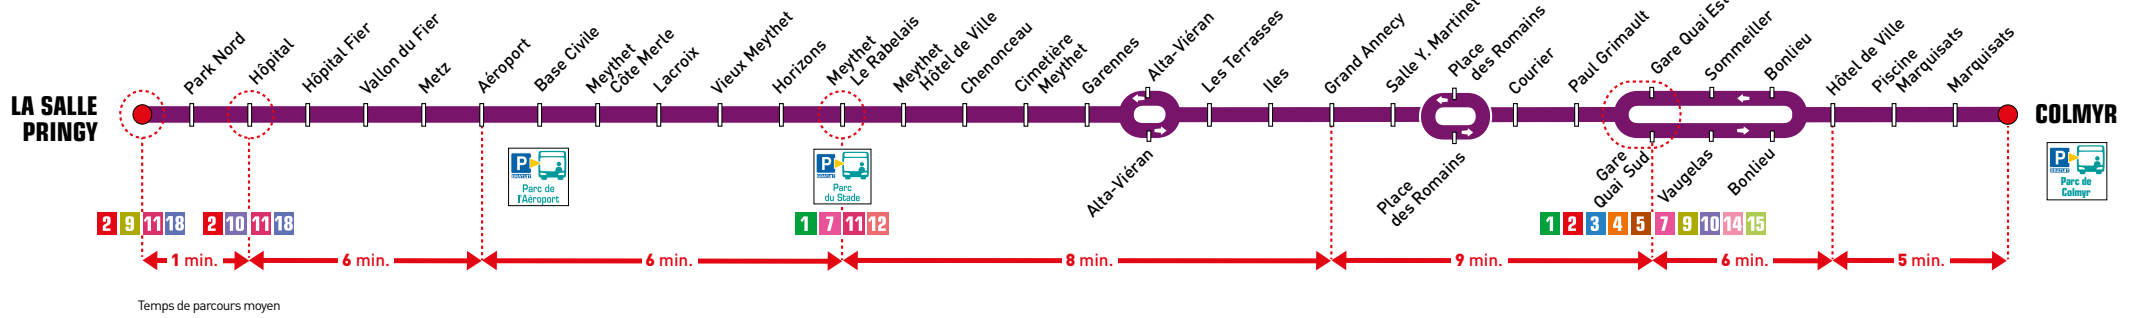 LA SALLE
PRINGY
Park Nord
Hôpital
Hôpital Fier
Vallon du Fier
Metz
Aéroport
Base Civile
Meythet
Côte Merle
Lacroix
Vieux Meythet
Horizons
Meythet
Le Rabelais
Meythet
Hôtel de Ville
Chenonceau
Cimetière
Meythet
Garennes
Alta-Viéran
Les Terrasses
Iles
Grand Annecy
Salle Y. Martinet
Place
des Romains
Courier
Paul Grimault
Gare Quai Est
Sommeiller
Bonlieu
Hôtel de Ville
Piscine
Marquisats
Marquisats
COLMYR
Alta-Viéran
Place
des Romains
Gare
Quai Sud
Vaugelas
Bonlieu
P
GRATUIT
Parc de
l'Aéroport
P
GRATUIT
Parc
du Stade
P
GRATUIT
Parc de
Colmyr
2 9 11 18
2 10 11 18
1 7 11 12
1 2 3 4 5 7 9 10 14 15
1 min.
6 min.
6 min.
8 min.
9 min.
6 min.
5 min.
Temps de parcours moyen